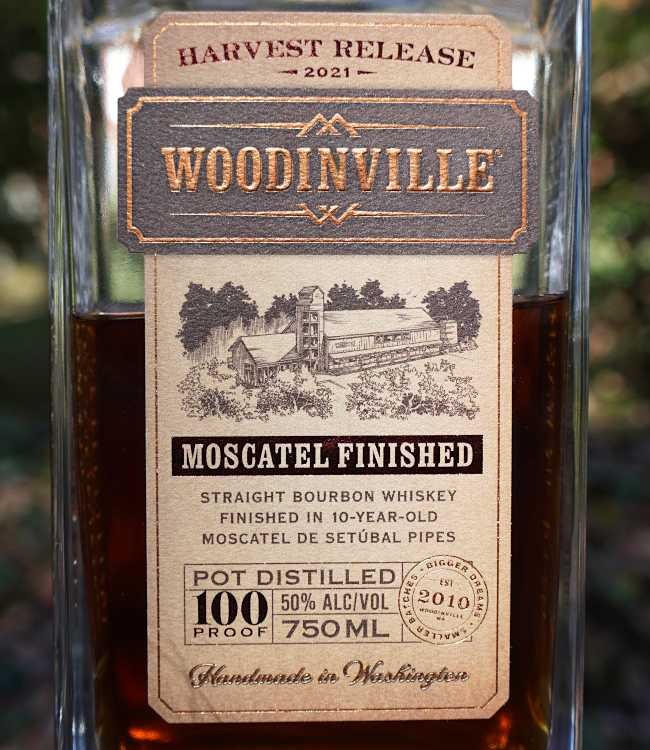 HARVEST RELEASE
2021
WOODINVILLE®
MOSCATEL FINISHED
STRAIGHT BOURBON WHISKEY
FINISHED IN 10-YEAR-OLD
MOSCATEL DE SETÚBAL PIPES
POT DISTILLED
100
PROOF
50% ALC/VOL
750ML
SMALLER BATCHES • BIGGER DREAMS •
EST
2010
WOODINVILLE
WA
Handmade in Washington